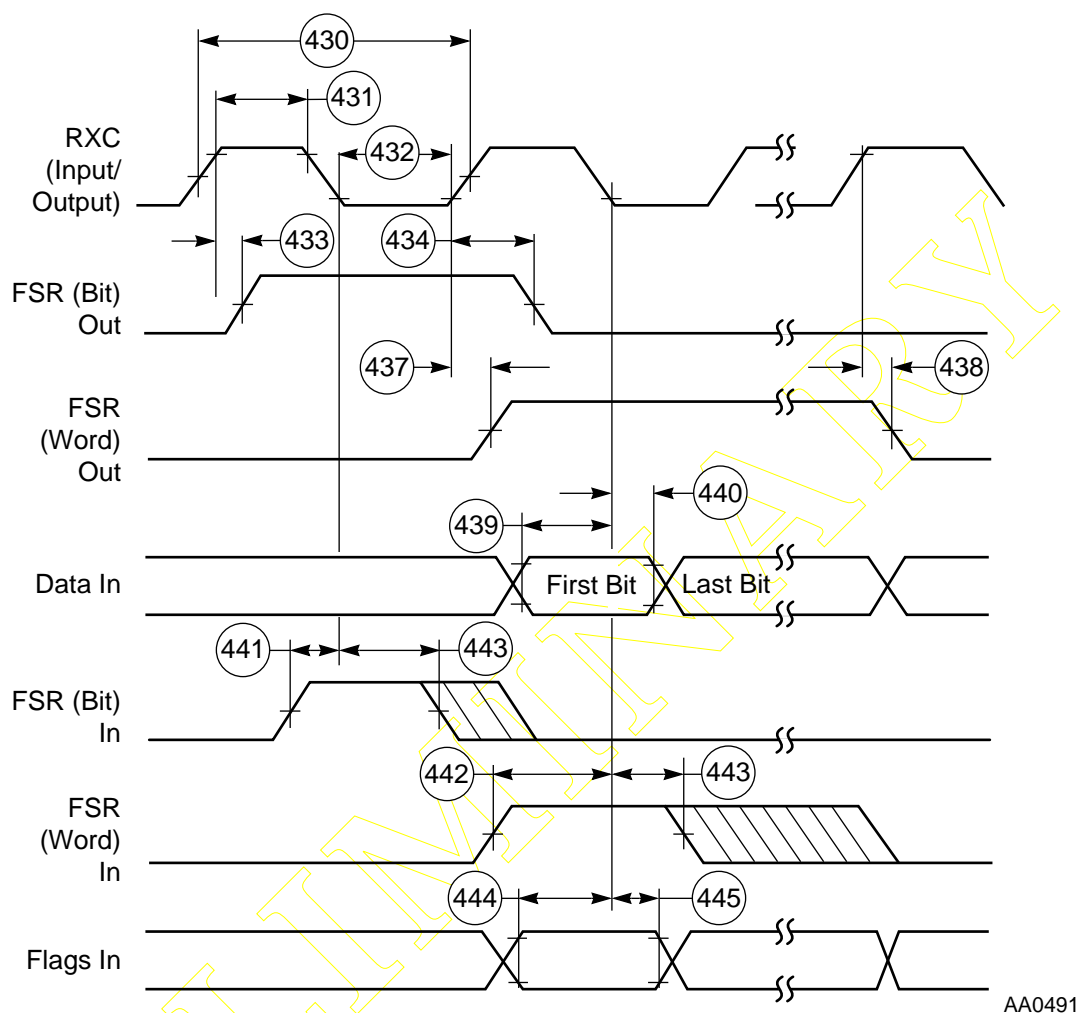 430
431
RXC
(Input/
Output)
432
433
434
FSR (Bit)
Out
437
438
FSR
(Word)
Out
440
439
Data In
First Bit
Last Bit
441
443
FSR (Bit)
In
442
443
FSR
(Word)
In
444
445
Flags In
AA0491
LIMINARY